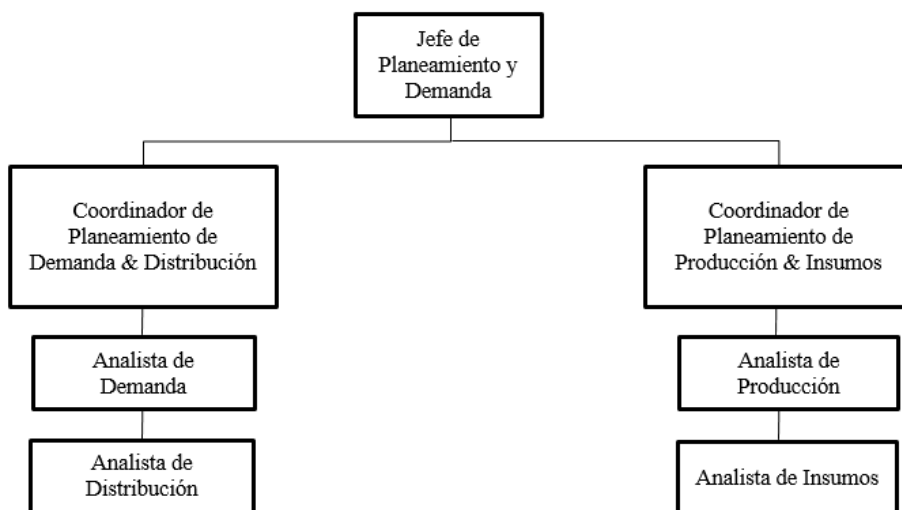 Jefe de
Planeamiento y
Demanda
Coordinador de
Planeamiento de
Demanda & Distribución
Coordinador de
Planeamiento de
Producción & Insumos
Analista de
Demanda
Analista de
Producción
Analista de
Distribución
Analista de Insumos